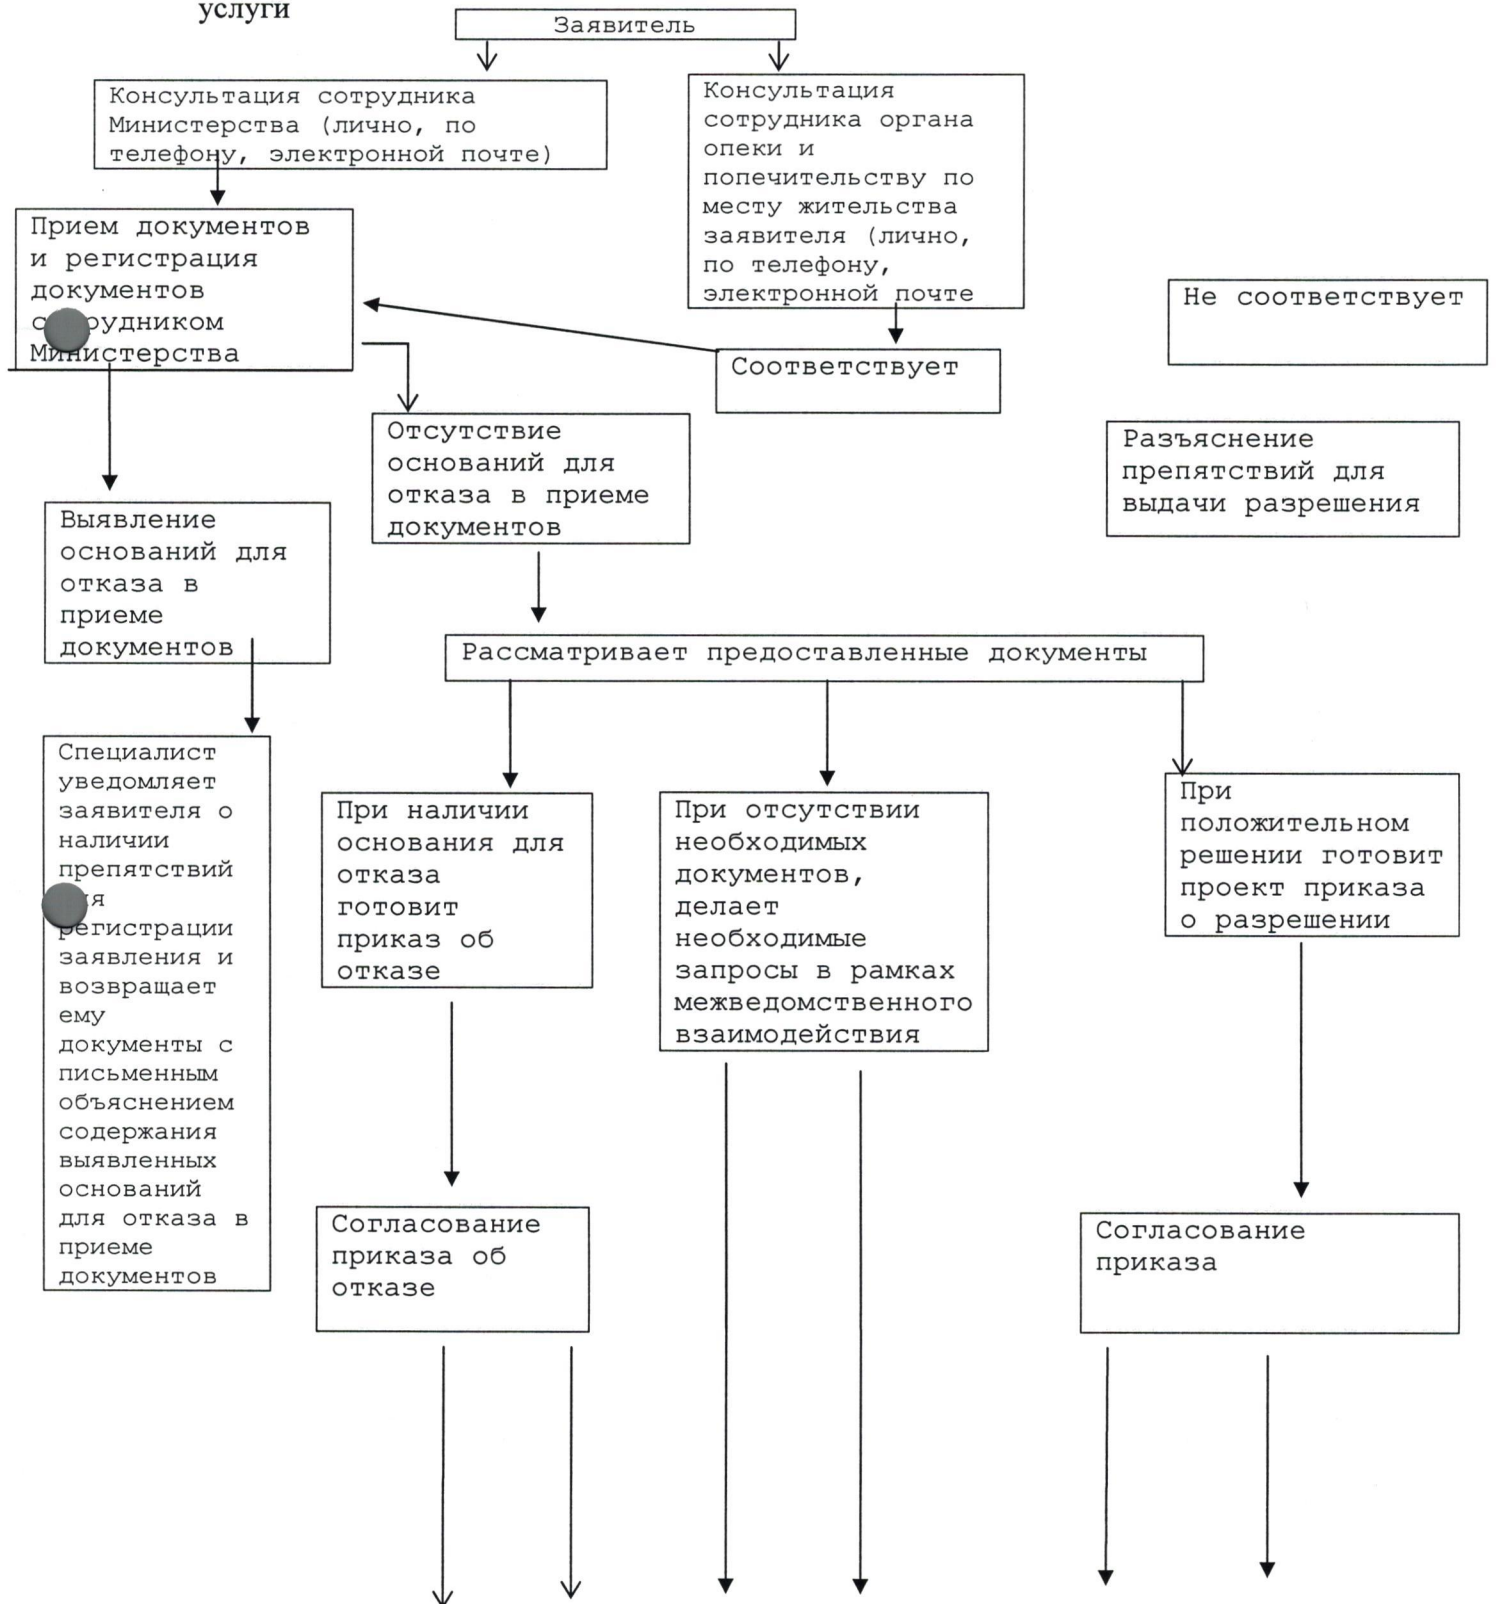 услуги
Заявитель
Консультация сотрудника
Министерства (лично, по
телефону, электронной почте)
Консультация
сотрудника органа
опеки и
попечительству по
месту жительства
заявителя (лично,
по телефону,
электронной почте
Прием документов
и регистрация
документов
Министерства
Соответствует
Не соответствует
Отсутствие
оснований для
отказа в приеме
документов
Разъяснение
препятствий для
выдачи разрешения
Выявление
оснований для
отказа в
приеме
документов
Рассматривает предоставленные документы
Специалист
уведомляет
заявителя о
наличии
препятствий
регистрации
заявления и
возвращает
ему
документы с
письменным
объяснением
содержания
выявленных
оснований
для отказа в
приеме
документов
При наличии
основания для
отказа
готовит
приказ об
отказе
При отсутствии
необходимых
документов,
делает
необходимые
запросы в рамках
межведомственного
взаимодействия
При
положительном
решении готовит
проект приказа
о разрешении
Согласование
приказа об
отказе
Согласование
приказа